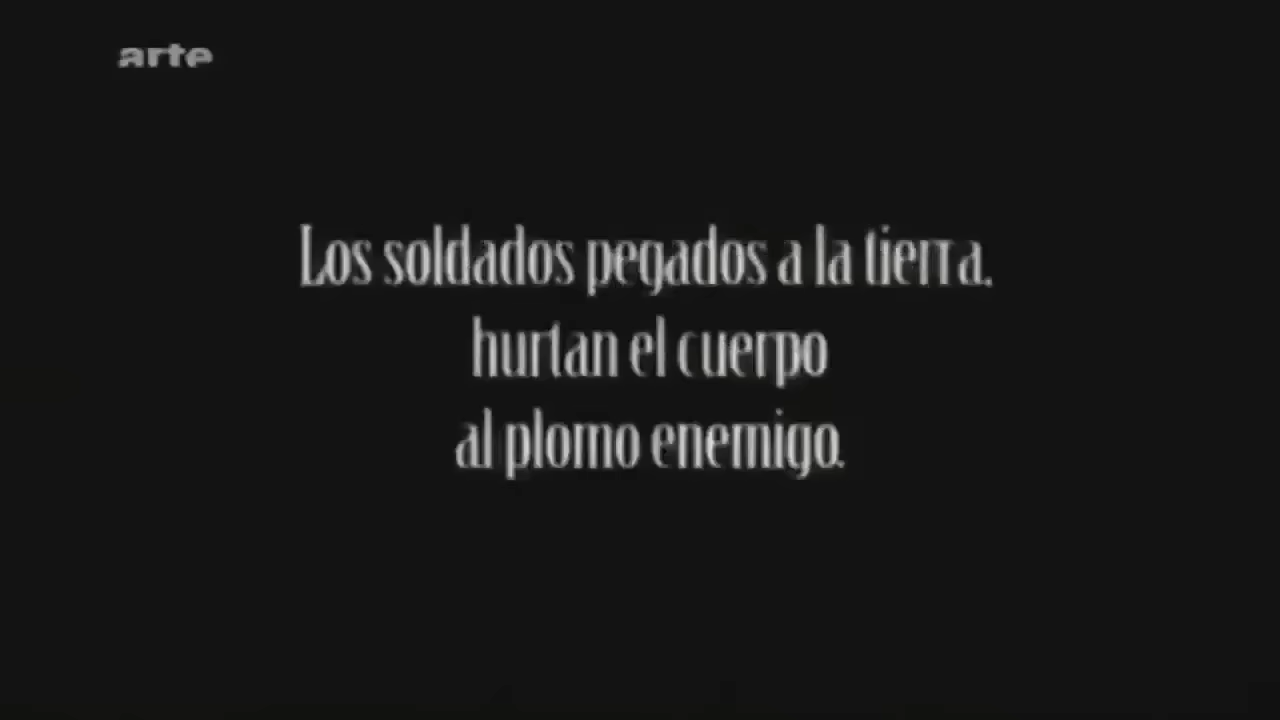 arte
Los soldados pegados a la tierra,
hurtan el cuerpo
al plomo enemigo.